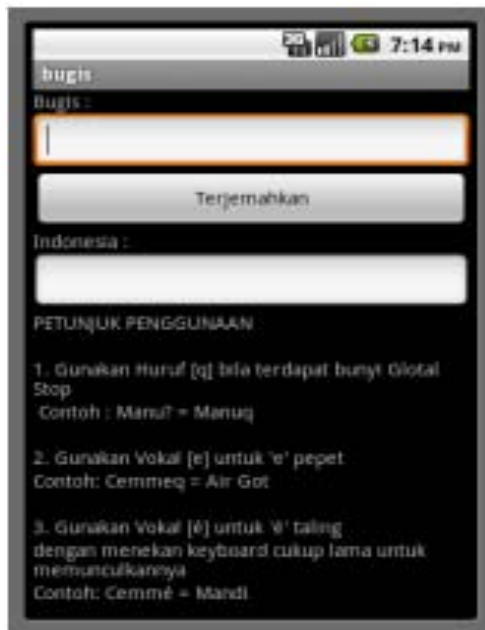 7:14 PM
bugis
Bugis :
Terjemahkan
Indonesia :
PETUNJUK PENGGUNAAN
1. Gunakan Huruf [q] bila terdapat bunyi Glotal
Stop
Contoh : Manu? = Manuq
2. Gunakan Vokal [e] untuk 'e' pepet
Contoh: Cemmeq = Air Got
3. Gunakan Vokal [é] untuk 'é' taling
dengan menekan keyboard cukup lama untuk
memunculkannya
Contoh: Cemmé = Mandi